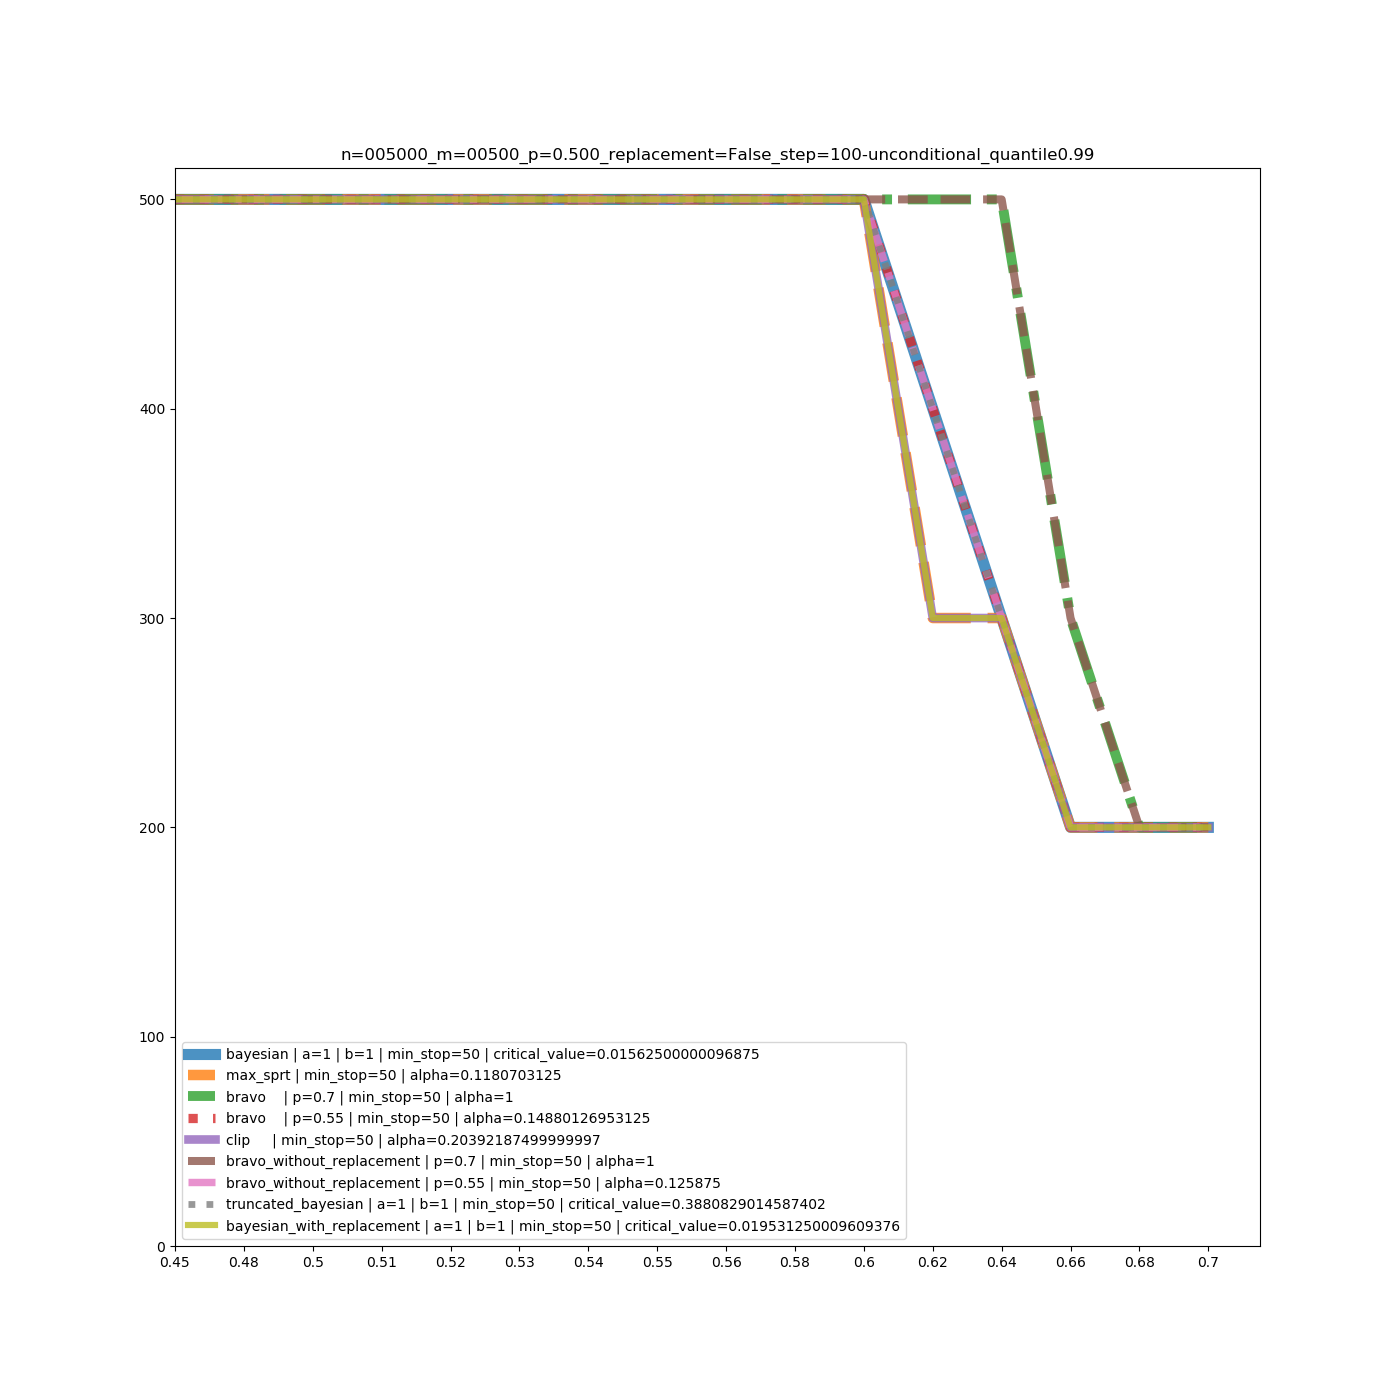 n=005000_m=00500_p=0.500_replacement=False_step=100-unconditional_quantile0.99
500
400
300
200
100
0
bayesian | a=1 | b=1 | min_stop=50 | critical_value=0.01562500000096875
max_sprt | min_stop=50 | alpha=0.1180703125
bravo    | p=0.7 | min_stop=50 | alpha=1
bravo    | p=0.55 | min_stop=50 | alpha=0.14880126953125
clip     | min_stop=50 | alpha=0.20392187499999997
bravo_without_replacement | p=0.7 | min_stop=50 | alpha=1
bravo_without_replacement | p=0.55 | min_stop=50 | alpha=0.125875
truncated_bayesian | a=1 | b=1 | min_stop=50 | critical_value=0.3880829014587402
bayesian_with_replacement | a=1 | b=1 | min_stop=50 | critical_value=0.019531250009609376
0.45 0.48 0.5 0.51 0.52 0.53 0.54 0.55 0.56 0.58 0.6 0.62 0.64 0.66 0.68 0.7